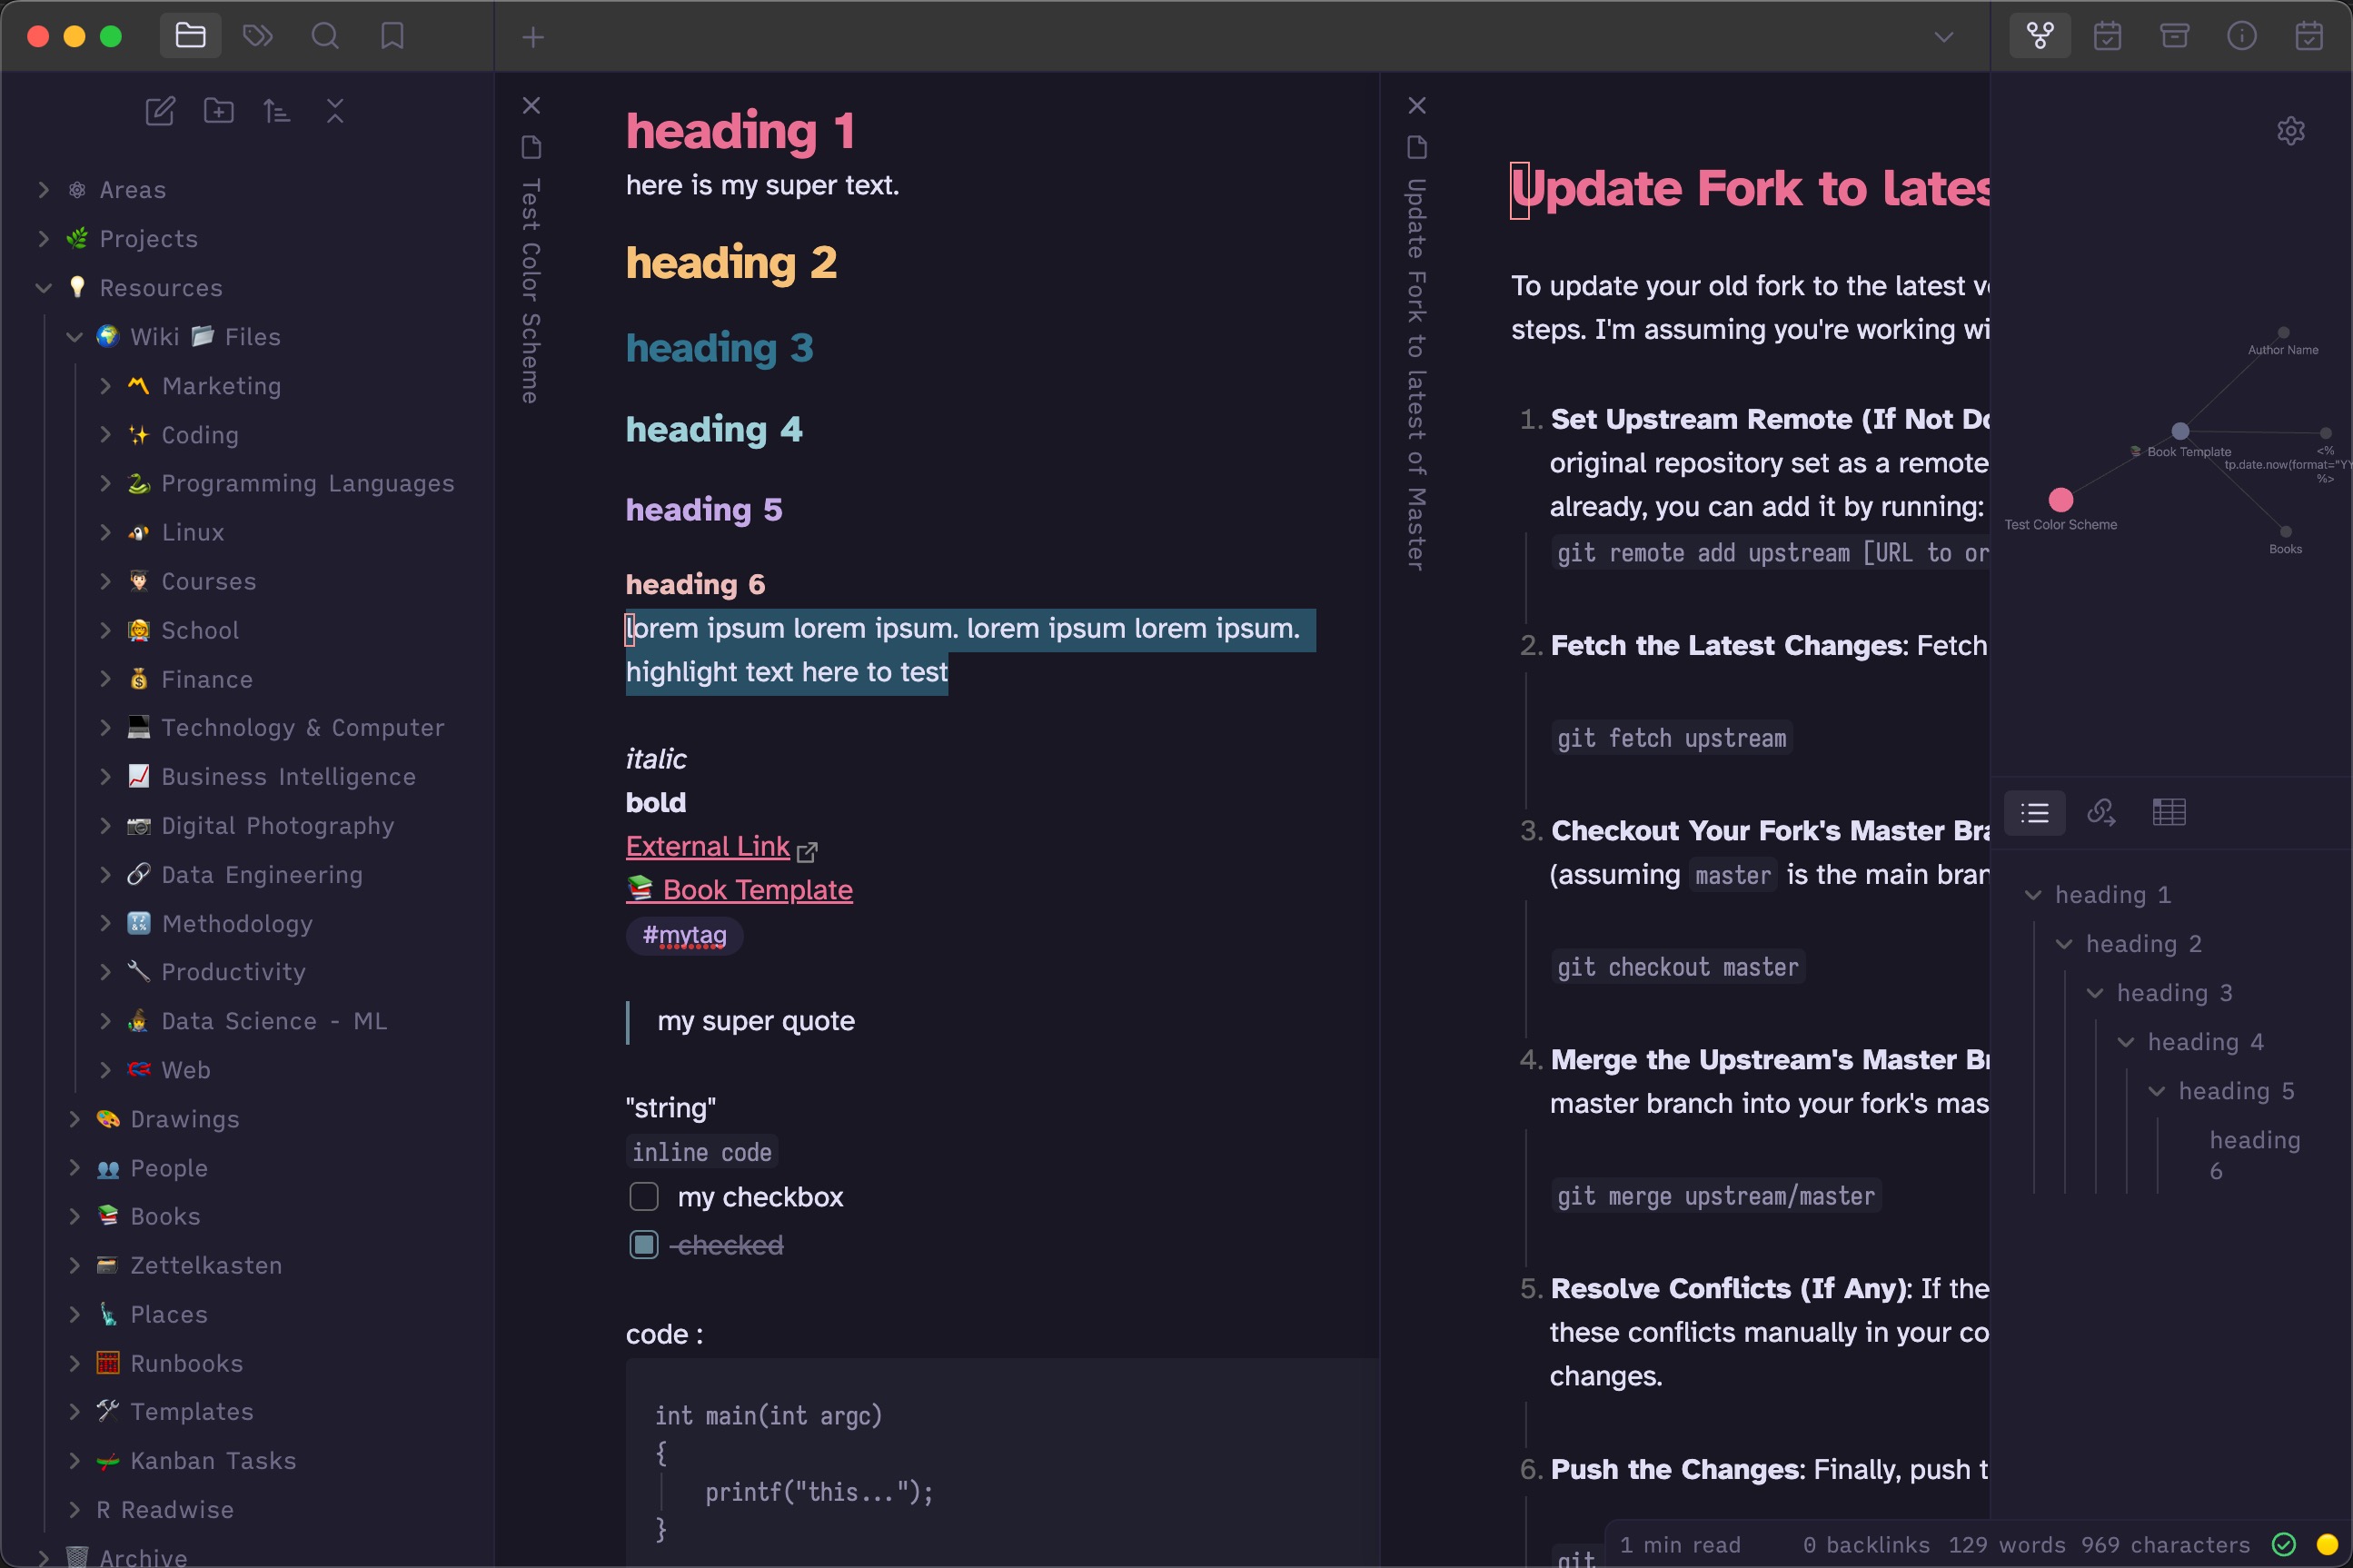 Areas
Projects
Resources
Wiki 📂 Files
Marketing
Coding
Programming Languages
Linux
Courses
School
Finance
Technology & Computer
Business Intelligence
Digital Photography
Data Engineering
Methodology
Productivity
Data Science - ML
Web
Drawings
People
Books
Zettelkasten
Places
Runbooks
Templates
Kanban Tasks
R Readwise
Archive
Test Color Scheme
heading 1
here is my super text.
heading 2
heading 3
heading 4
heading 5
heading 6
lorem ipsum lorem ipsum. lorem ipsum lorem ipsum.
highlight text here to test
italic
bold
External Link
📚 Book Template
#mytag
my super quote
"string"
inline code
my checkbox
checked
code :
int main(int argc)
{
printf("this...");
}
Update Fork to latest of Master
Update Fork to lates
To update your old fork to the latest v
steps. I'm assuming you're working wi
1. Set Upstream Remote (If Not Do
original repository set as a remote
already, you can add it by running:
git remote add upstream [URL to or
2. Fetch the Latest Changes: Fetch
git fetch upstream
3. Checkout Your Fork's Master Bra
(assuming master is the main bran
git checkout master
4. Merge the Upstream's Master Br
master branch into your fork's mas
git merge upstream/master
5. Resolve Conflicts (If Any): If the
these conflicts manually in your co
changes.
6. Push the Changes: Finally, push t
git
Author Name
📚 Book Template
<%
tp.date.now(format="YY
%>
Test Color Scheme
Books
heading 1
heading 2
heading 3
heading 4
heading 5
heading
6
1 min read 0 backlinks 129 words 969 characters